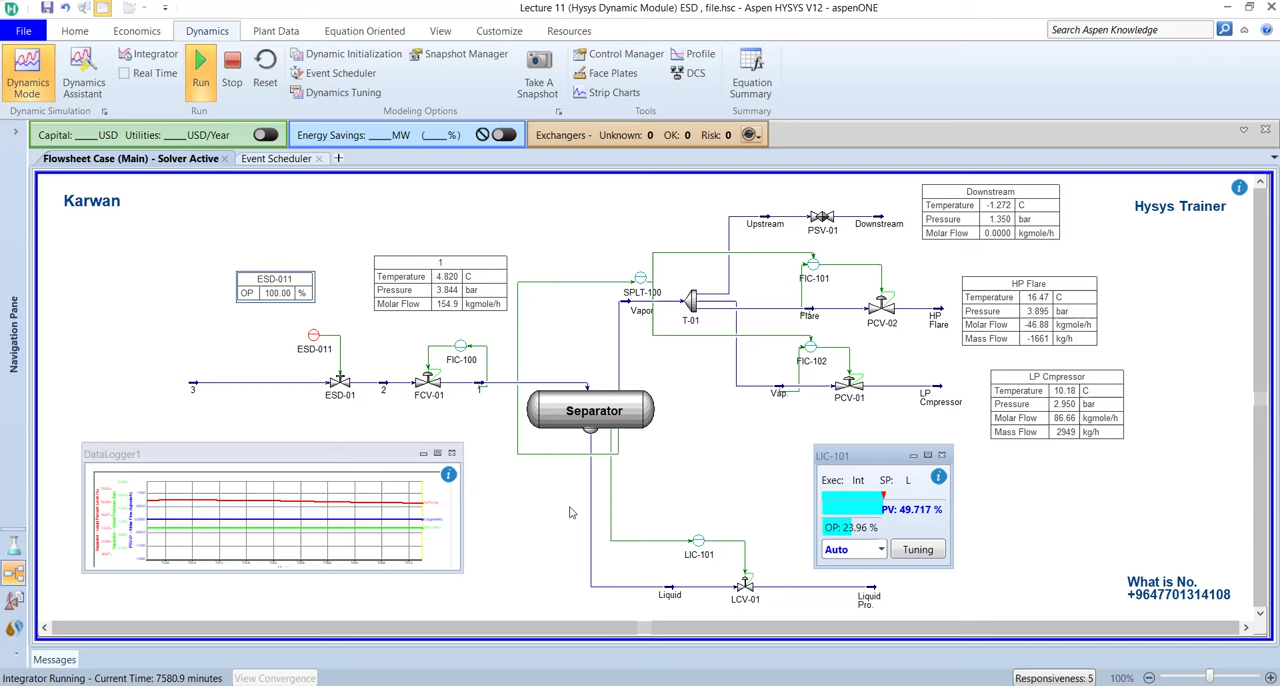 Lecture 11 (Hysys Dynamic Module) ESD , file.hsc - Aspen HYSYS V12 - aspenONE
File Home Economics Dynamics Plant Data Equation Oriented View Customize Resources
Search Aspen Knowledge
Dynamics Mode
Dynamics Assistant
Integrator
Real Time
Run
Stop
Reset
Dynamic Initialization
Snapshot Manager
Event Scheduler
Dynamics Tuning
Take A Snapshot
Control Manager
Profile
Face Plates
DCS
Strip Charts
Equation Summary
Dynamic Simulation
Run
Modeling Options
Tools
Summary
Capital: ____USD Utilities: ____USD/Year
Energy Savings: ____MW (____%)
Exchangers - Unknown: 0 OK: 0 Risk: 0
Flowsheet Case (Main) - Solver Active
Event Scheduler
Navigation Pane
Karwan
Hysys Trainer
Downstream
Temperature -1.272 C
Pressure 1.350 bar
Molar Flow 0.0000 kgmole/h
Upstream
PSV-01
Downstream
ESD-011
OP 100.00 %
1
Temperature 4.820 C
Pressure 3.844 bar
Molar Flow 154.9 kgmole/h
SPLT-100
Vapor
T-01
FIC-101
Flare
PCV-02
HP Flare
HP Flare
Temperature 16.47 C
Pressure 3.895 bar
Molar Flow -46.88 kgmole/h
Mass Flow -1661 kg/h
ESD-011
FIC-100
FIC-102
3
ESD-01
2
FCV-01
1
Separator
Vap.
PCV-01
LP Cmpressor
LP Cmpressor
Temperature 10.18 C
Pressure 2.950 bar
Molar Flow 86.66 kgmole/h
Mass Flow 2949 kg/h
DataLogger1
LIC-101
Exec: Int SP: L
PV: 49.717 %
OP: 23.96 %
Auto
Tuning
LIC-101
Liquid
LCV-01
Liquid Pro.
What is No.
+9647701314108
Messages
Integrator Running - Current Time: 7580.9 minutes
View Convergence
Responsiveness: 5
100%